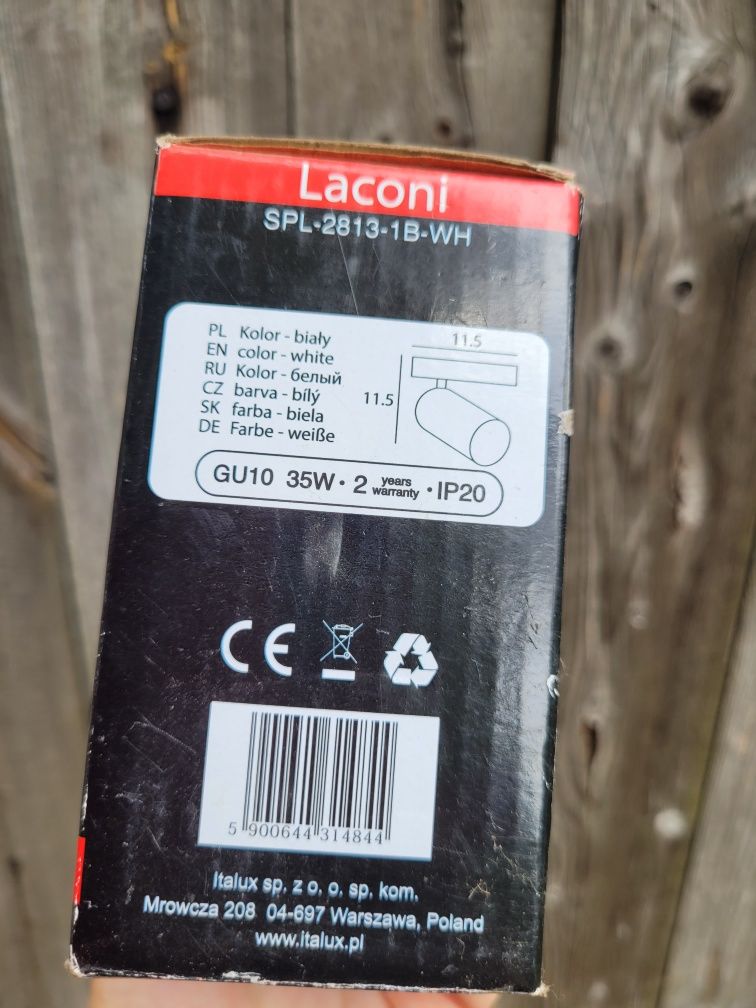 Laconi
SPL-2813-1B-WH
PL Kolor - biały
EN color - white
RU Kolor - белый
CZ barva - bílý
SK farba - biela
DE Farbe - weiße
11.5
11.5
GU10 35W • 2 years warranty • IP20
CE
5 900644 314844
Italux sp. z o. o. sp. kom.
Mrowcza 208 04-697 Warszawa, Poland
www.italux.pl